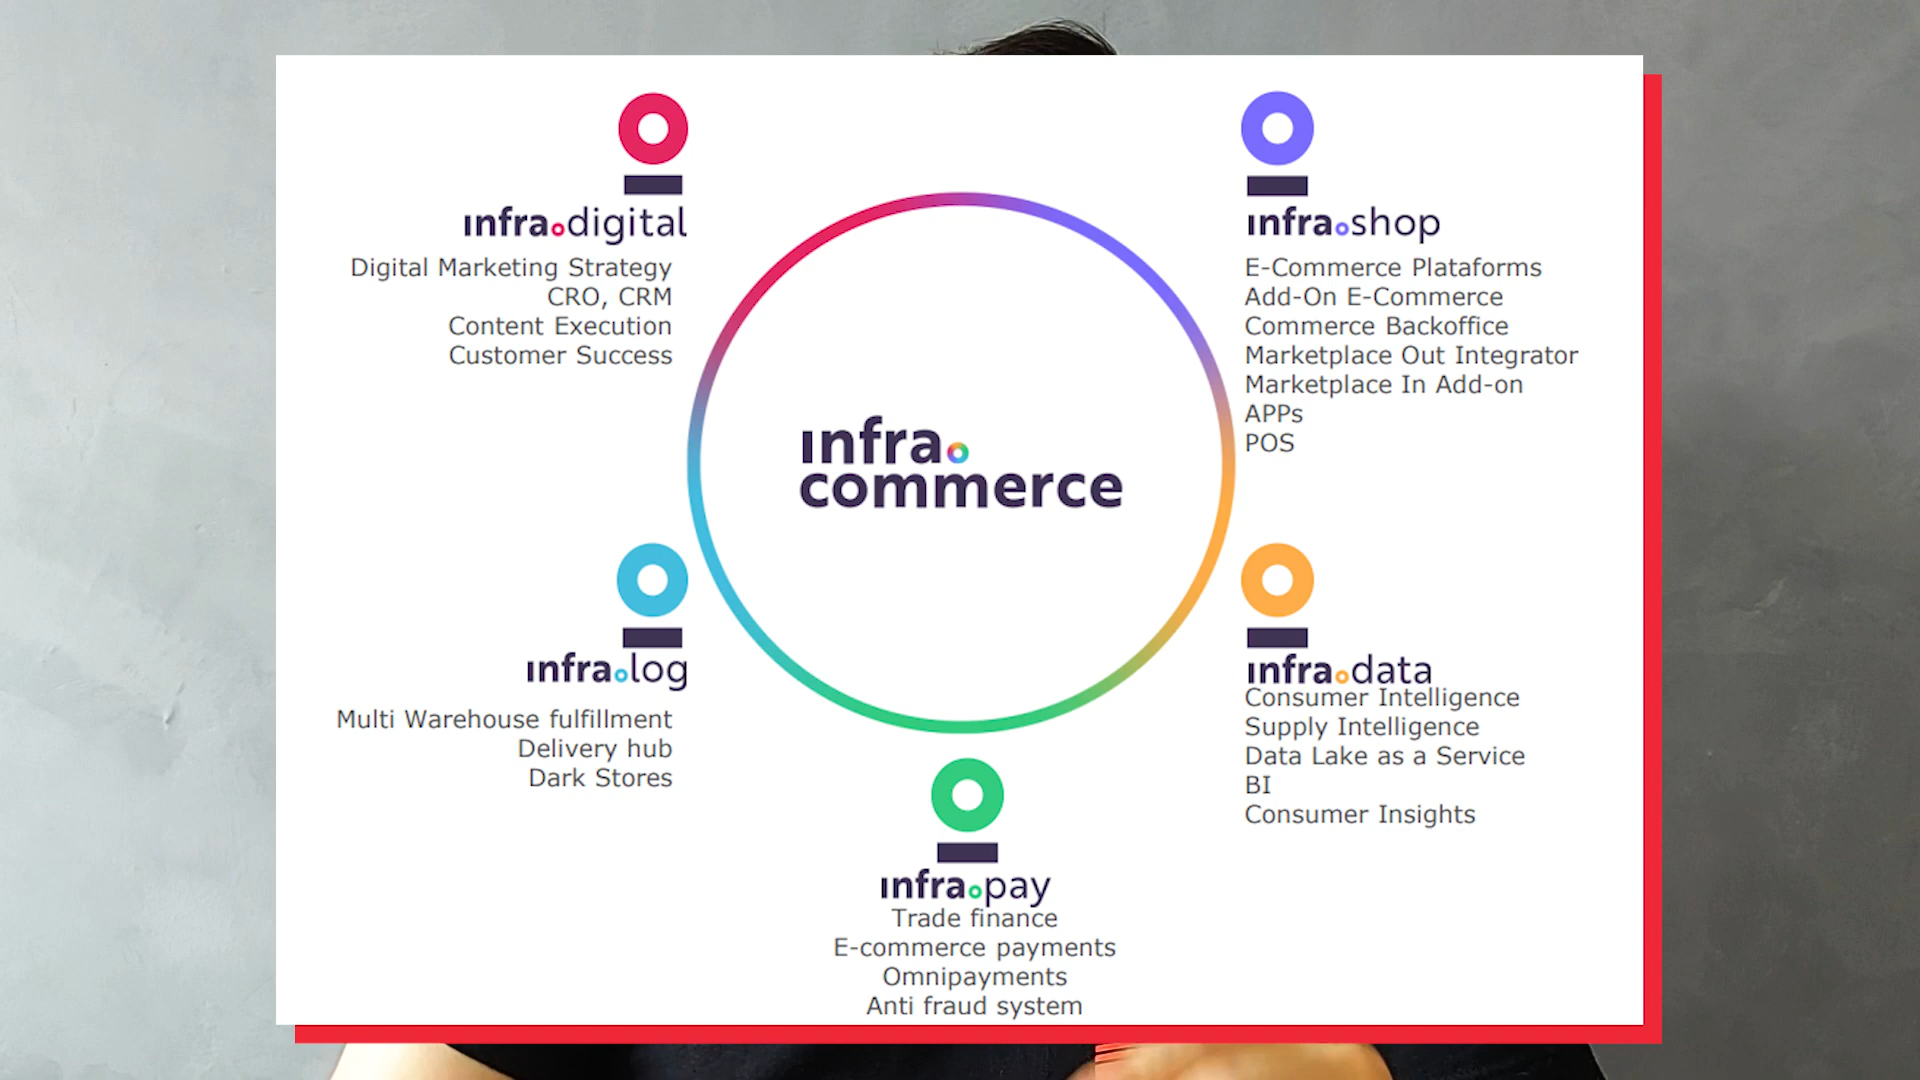 infra.digital
Digital Marketing Strategy
CRO, CRM
Content Execution
Customer Success
infra.shop
E-Commerce Plataforms
Add-On E-Commerce
Commerce Backoffice
Marketplace Out Integrator
Marketplace In Add-on
APPs
POS
infra.
commerce
infra.log
Multi Warehouse fulfillment
Delivery hub
Dark Stores
infra.data
Consumer Intelligence
Supply Intelligence
Data Lake as a Service
BI
Consumer Insights
infra.pay
Trade finance
E-commerce payments
Omnipayments
Anti fraud system